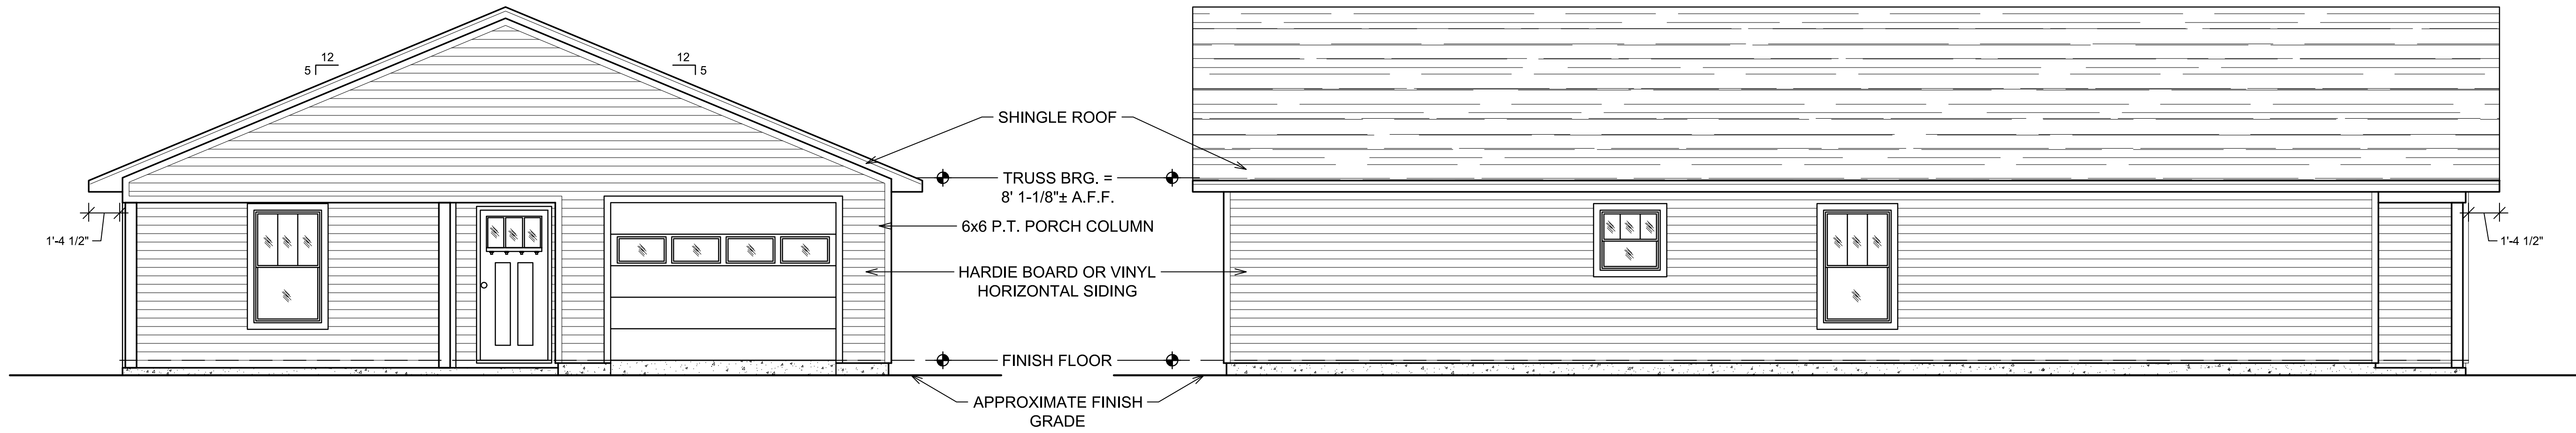 12
5
12
5
SHINGLE ROOF
TRUSS BRG. =
8' 1-1/8"± A.F.F.
1'-4 1/2"
6x6 P.T. PORCH COLUMN
1'-4 1/2"
HARDIE BOARD OR VINYL
HORIZONTAL SIDING
FINISH FLOOR
APPROXIMATE FINISH
GRADE